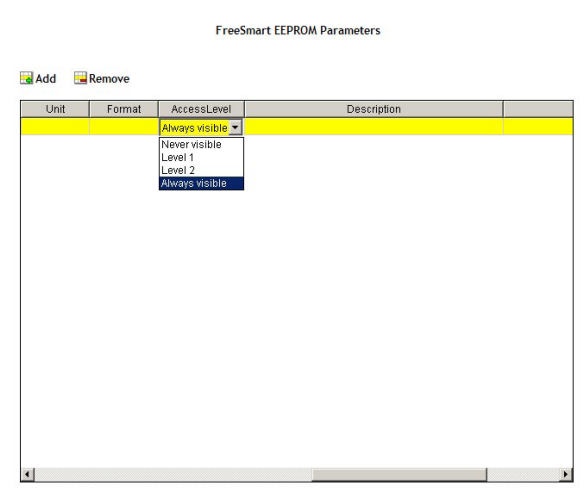 FreeSmart EEPROM Parameters
Add Remove
Unit Format AccessLevel Description
Always visible
Never visible
Level 1
Level 2
Always visible